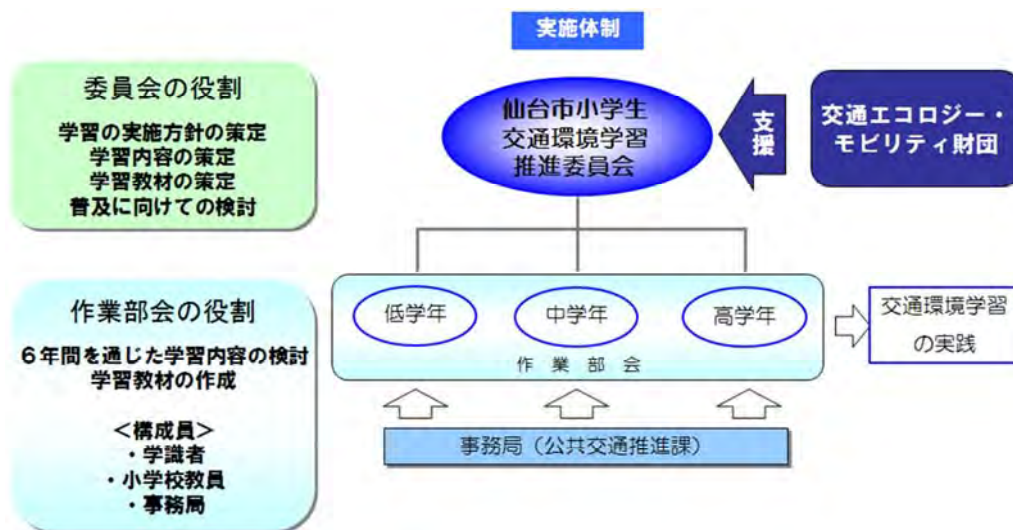 実施体制
委員会の役割
学習の実施方針の策定
学習内容の策定
学習教材の策定
普及に向けての検討
仙台市小学生
交通環境学習
推進委員会
支援
交通エコロジー・
モビリティ財団
作業部会の役割
６年間を通じた学習内容の検討
学習教材の作成
＜構成員＞
・学識者
・小学校教員
・事務局
低学年
中学年
高学年
作業部会
交通環境学習
の実践
事務局（公共交通推進課）